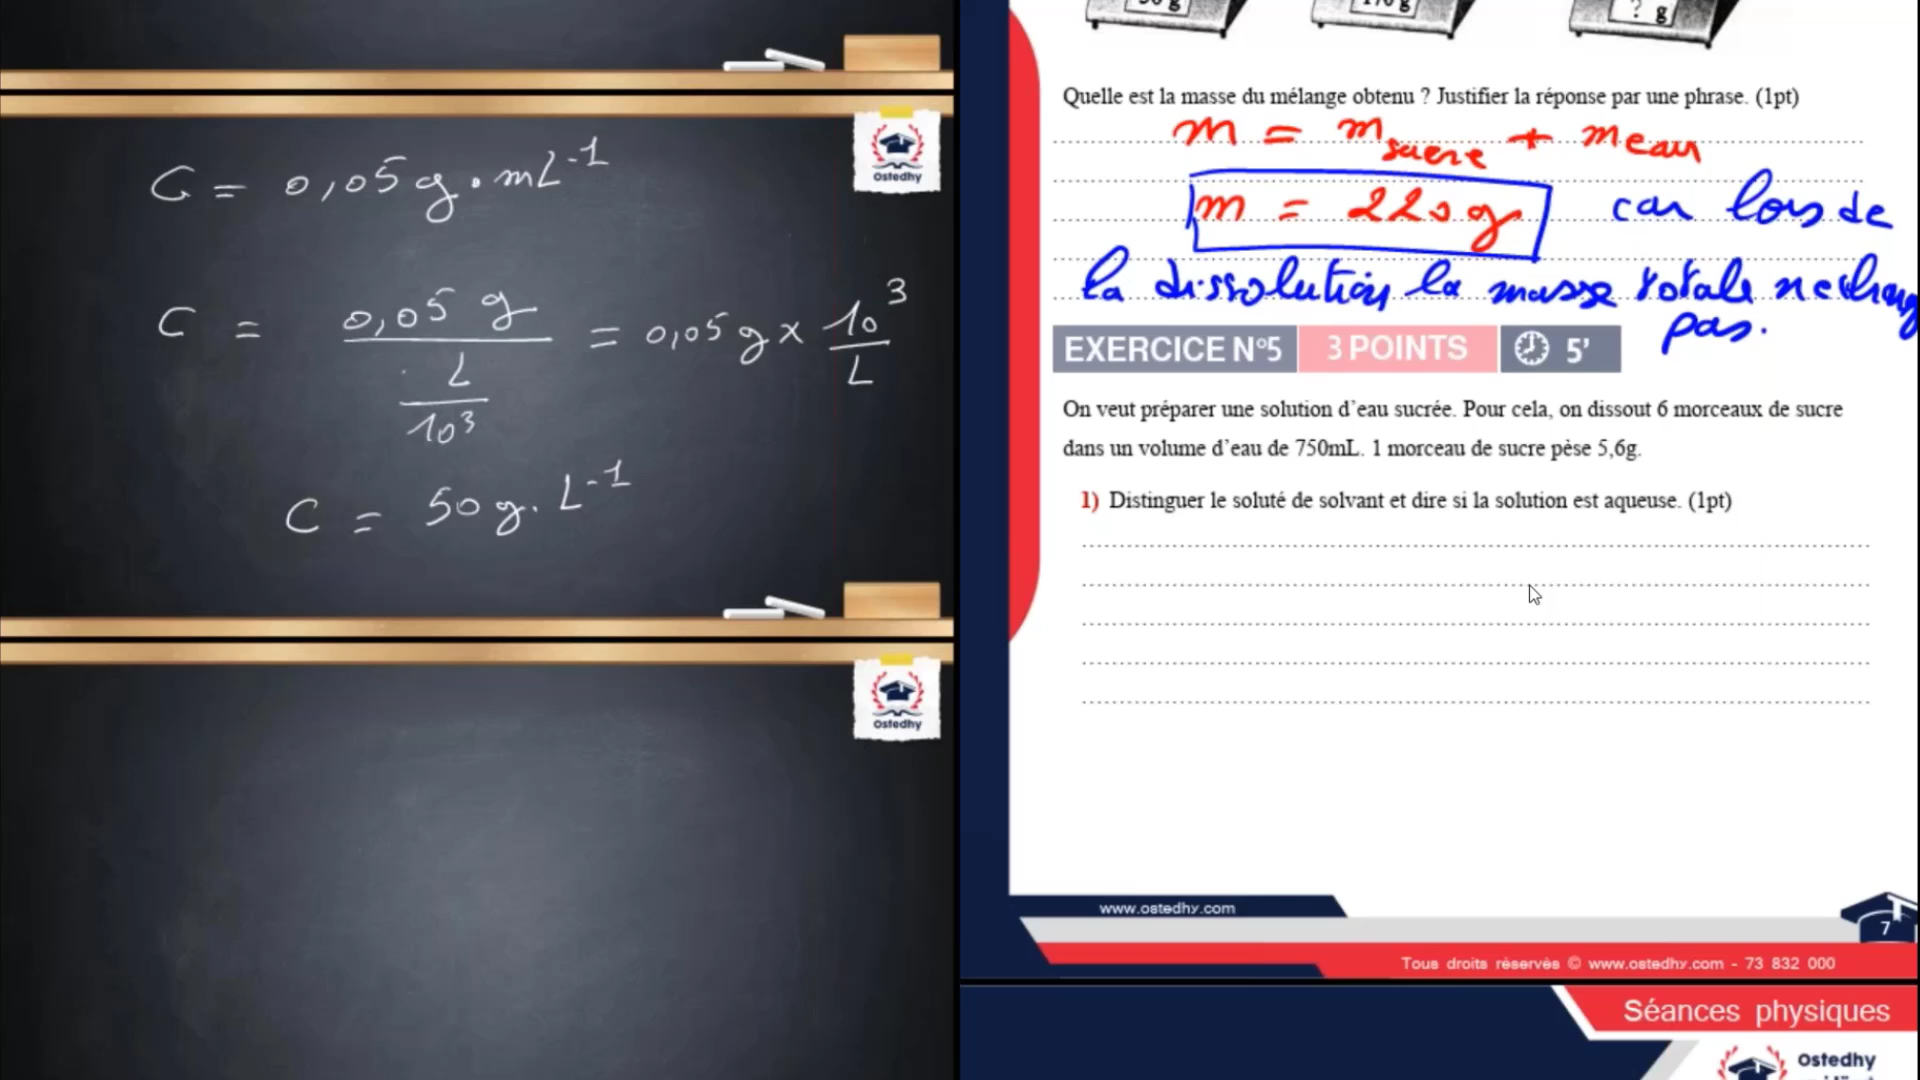 Ostedhy
C = 0,05 g . mL-1
C = 0,05 g / L / 10 3 = 0,05 g x 10 3 / L
C = 50 g . L-1
Ostedhy
170 g
? g
Quelle est la masse du mélange obtenu ? Justifier la réponse par une phrase. (1pt)
m = m sucre + m eau
m = 220 g car lors de
la dissolution la masse totale ne change
pas.
EXERCICE N°5 3 POINTS 5’
On veut préparer une solution d’eau sucrée. Pour cela, on dissout 6 morceaux de sucre
dans un volume d’eau de 750mL. 1 morceau de sucre pèse 5,6g.
1) Distinguer le soluté de solvant et dire si la solution est aqueuse. (1pt)
www.ostedhy.com
7
Tous droits réservés © www.ostedhy.com - 73 832 000
Séances physiques
Ostedhy